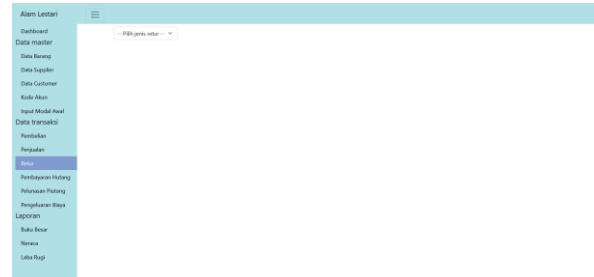 Alam Lestari
Dashboard
-- Pilih jenis retur --
Data master
Data Barang
Data Supplier
Data Customer
Kode Akun
Input Modal Awal
Data transaksi
Pembelian
Penjualan
Retur
Pembayaran Hutang
Pelunasan Piutang
Pengeluaran Biaya
Laporan
Buku Besar
Neraca
Laba Rugi